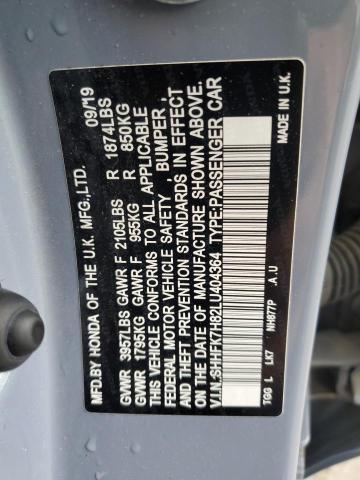 MFD.BY HONDA OF THE U.K. MFG.,LTD. 09/19
GVWR 3957LBS GAWR F 2105LBS R 1874LBS
GVWR 1795KG GAWR F 955KG R 850KG
THIS VEHICLE CONFORMS TO ALL APPLICABLE
FEDERAL MOTOR VEHICLE SAFETY, BUMPER,
AND THEFT PREVENTION STANDARDS IN EFFECT
ON THE DATE OF MANUFACTURE SHOWN ABOVE.
V.I.N.:SHHFK7H62LU404364 TYPE:PASSENGER CAR
TGG L LK7 NH877P A.U MADE IN U.K.